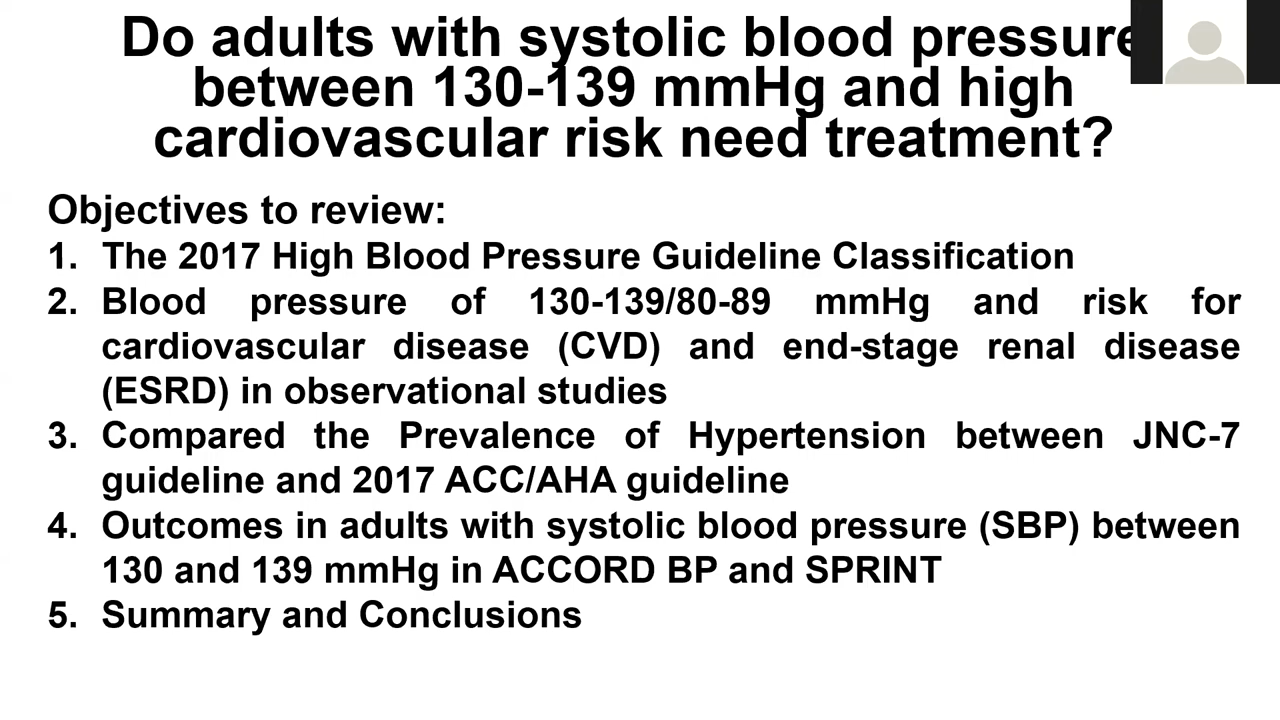 Do adults with systolic blood pressure
between 130-139 mmHg and high
cardiovascular risk need treatment?
Objectives to review:
1. The 2017 High Blood Pressure Guideline Classification
2. Blood pressure of 130-139/80-89 mmHg and risk for
cardiovascular disease (CVD) and end-stage renal disease
(ESRD) in observational studies
3. Compared the Prevalence of Hypertension between JNC-7
guideline and 2017 ACC/AHA guideline
4. Outcomes in adults with systolic blood pressure (SBP) between
130 and 139 mmHg in ACCORD BP and SPRINT
5. Summary and Conclusions